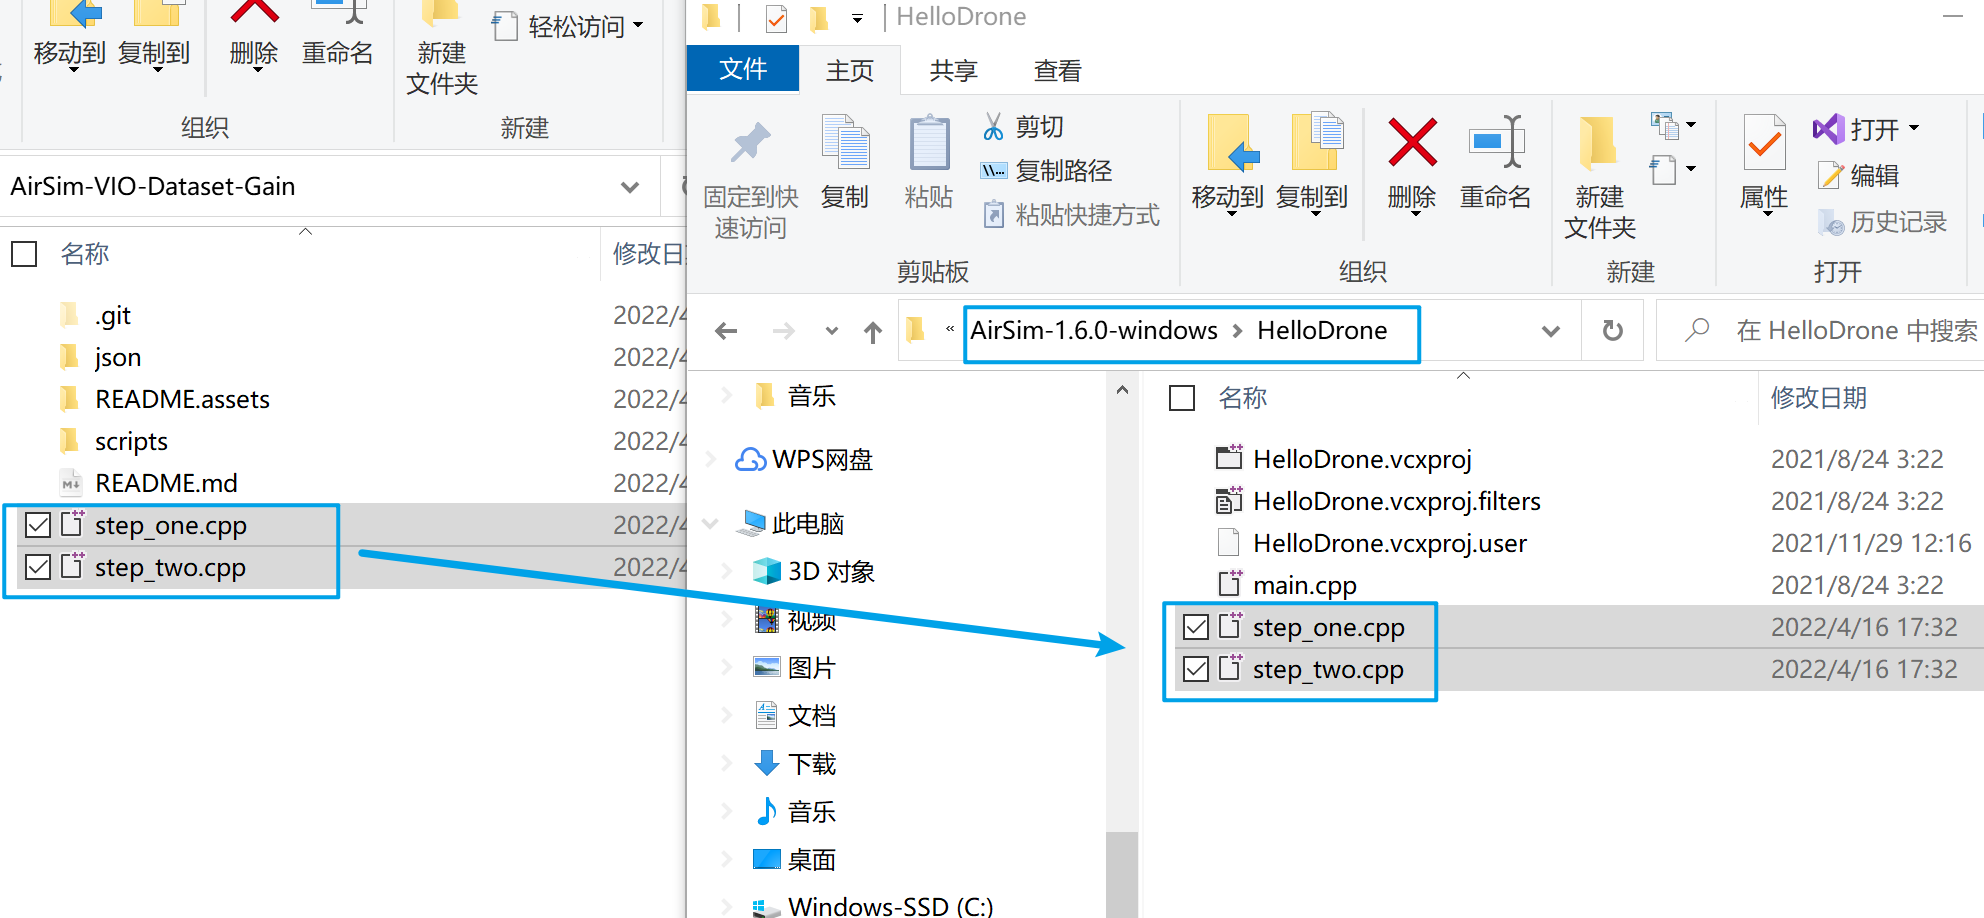 移动到
复制到
删除
重命名
新建
文件夹
轻松访问
组织
新建
AirSim-VIO-Dataset-Gain
名称
修改日
.git
2022/4
json
2022/4
README.assets
2022/4
scripts
2022/4
README.md
2022/4
step_one.cpp
2022/4
step_two.cpp
2022/4
HelloDrone
文件
主页
共享
查看
固定到快
速访问
复制
粘贴
剪切
复制路径
粘贴快捷方式
剪贴板
移动到
复制到
删除
重命名
组织
新建
文件夹
新建
属性
打开
编辑
历史记录
打开
« AirSim-1.6.0-windows > HelloDrone
在 HelloDrone 中搜索
音乐
WPS网盘
此电脑
3D 对象
视频
图片
文档
下载
音乐
桌面
Windows-SSD (C:)
名称
修改日期
HelloDrone.vcxproj
2021/8/24 3:22
HelloDrone.vcxproj.filters
2021/8/24 3:22
HelloDrone.vcxproj.user
2021/11/29 12:16
main.cpp
2021/8/24 3:22
step_one.cpp
2022/4/16 17:32
step_two.cpp
2022/4/16 17:32